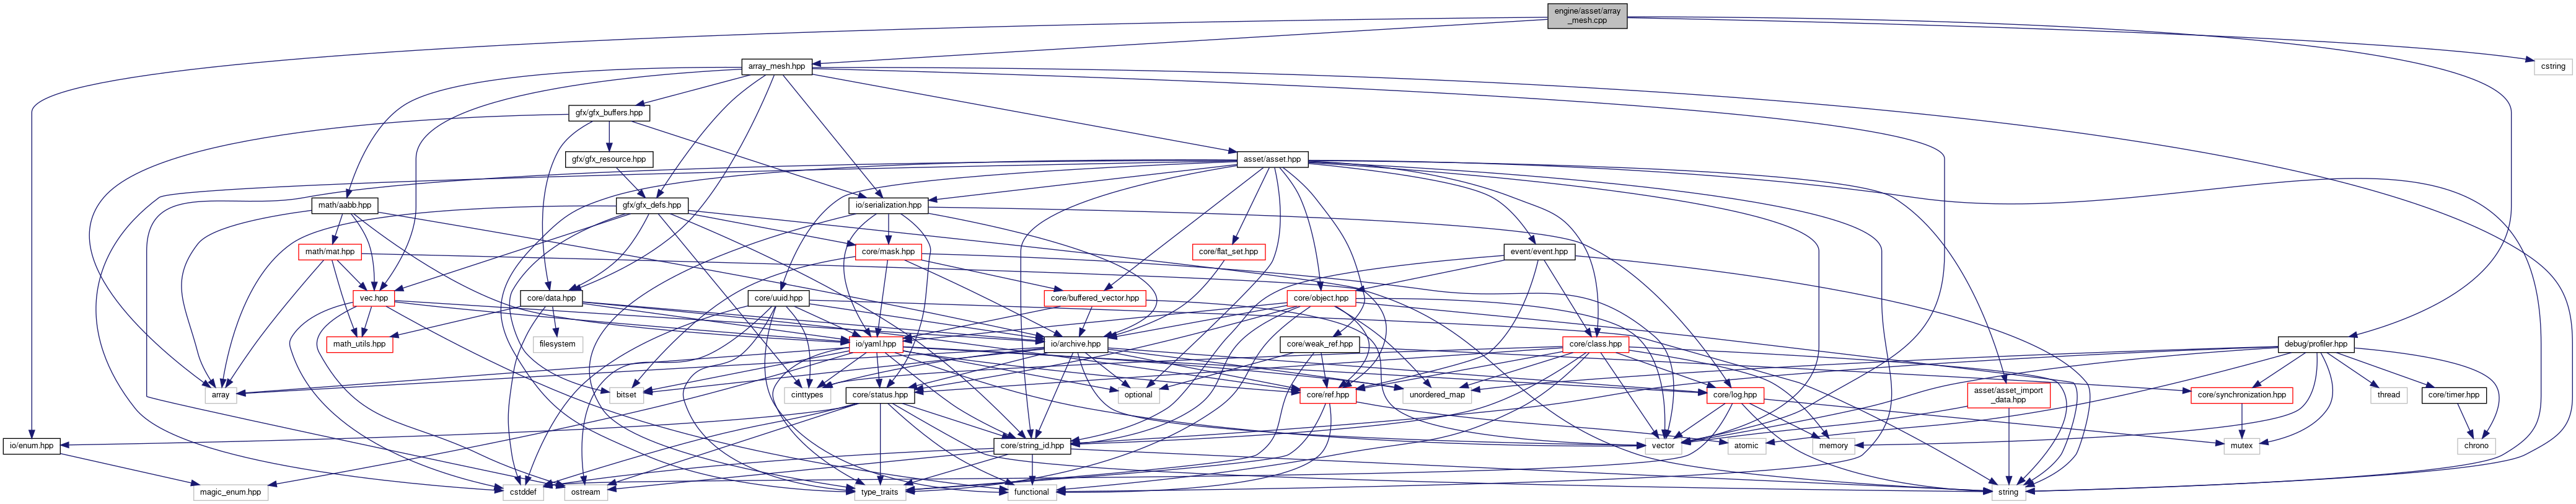 engine/asset/array
_mesh.cpp
array_mesh.hpp
cstring
gfx/gfx_buffers.hpp
gfx/gfx_resource.hpp
asset/asset.hpp
math/aabb.hpp
gfx/gfx_defs.hpp
io/serialization.hpp
math/mat.hpp
core/mask.hpp
core/flat_set.hpp
event/event.hpp
vec.hpp
core/data.hpp
core/uuid.hpp
core/buffered_vector.hpp
core/object.hpp
math_utils.hpp
filesystem
io/yaml.hpp
io/archive.hpp
core/weak_ref.hpp
core/class.hpp
debug/profiler.hpp
array
bitset
cinttypes
core/status.hpp
optional
core/ref.hpp
unordered_map
core/log.hpp
asset/asset_import
_data.hpp
core/synchronization.hpp
thread
core/timer.hpp
io/enum.hpp
core/string_id.hpp
vector
atomic
memory
mutex
chrono
magic_enum.hpp
cstddef
ostream
type_traits
functional
string